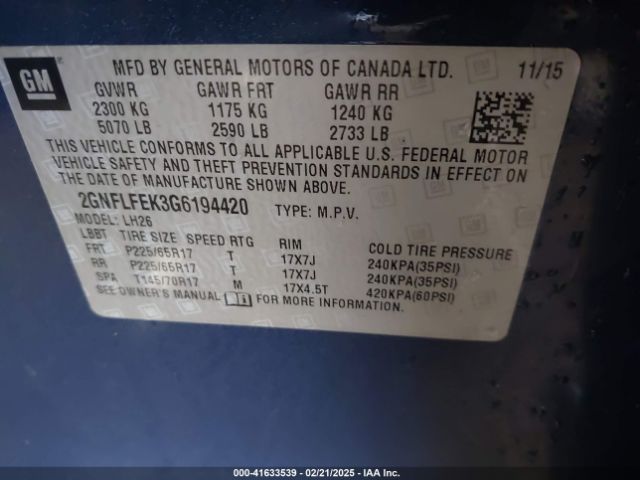 GM
MFD BY GENERAL MOTORS OF CANADA LTD. 11/15
GVWR GAWR FRT GAWR RR
2300 KG 1175 KG 1240 KG
5070 LB 2590 LB 2733 LB
THIS VEHICLE CONFORMS TO ALL APPLICABLE U.S. FEDERAL MOTOR
VEHICLE SAFETY AND THEFT PREVENTION STANDARDS IN EFFECT ON
THE DATE OF MANUFACTURE SHOWN ABOVE.
2GNFLFEK3G6194420 TYPE: M.P.V.
MODEL: LH26
LBBT TIRE SIZE SPEED RTG RIM COLD TIRE PRESSURE
FRT P225/65R17 T 17X7J 240KPA(35PSI)
RR P225/65R17 T 17X7J 240KPA(35PSI)
SPA T145/70R17 M 17X4.5T 420KPA(60PSI)
SEE OWNER'S MANUAL FOR MORE INFORMATION.
000-41633539 • 02/21/2025 • IAA Inc.